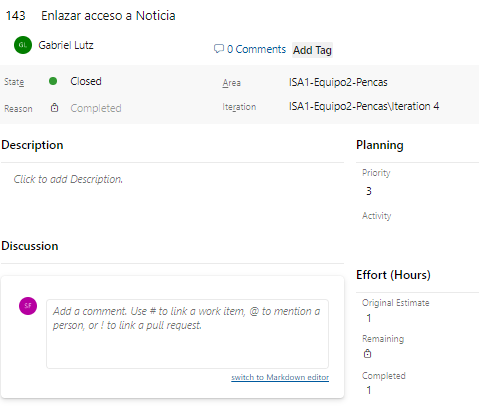 143 Enlazar acceso a Noticia
GL Gabriel Lutz
0 Comments Add Tag
State Closed
Area ISA1-Equipo2-Pencas
Reason Completed
Iteration ISA1-Equipo2-Pencas\Iteration 4
Description
Click to add Description.
Planning
Priority
3
Activity
Discussion
SF
Add a comment. Use # to link a work item, @ to mention a
person, or ! to link a pull request.
switch to Markdown editor
Effort (Hours)
Original Estimate
1
Remaining
Completed
1